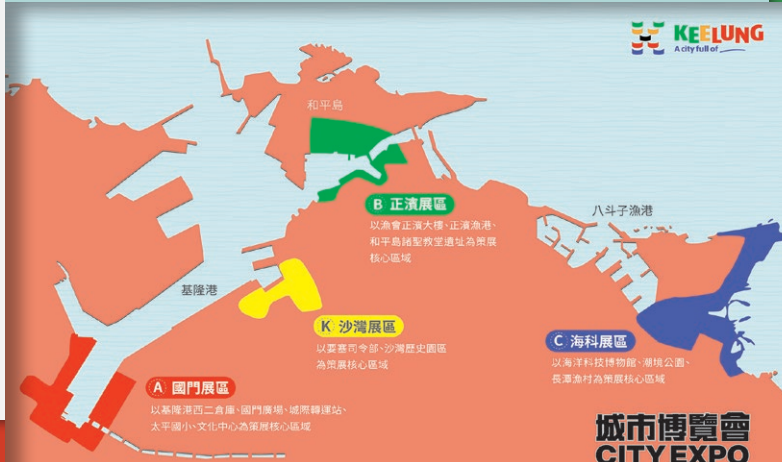 KEELUNG
A city full of
和平島
B 正濱展區
以漁會正濱大樓、正濱漁港、
和平島諸聖教堂遺址為策展
核心區域
八斗子漁港
基隆港
K 沙灣展區
以要塞司令部、沙灣歷史園區
為策展核心區域
C 海科展區
以海洋科技博物館、潮境公園、
長潭漁村為策展核心區域
A 國門展區
以基隆港西二倉庫、國門廣場、城際轉運站、
太平國小、文化中心為策展核心區域
城市博覽會
CITY EXPO